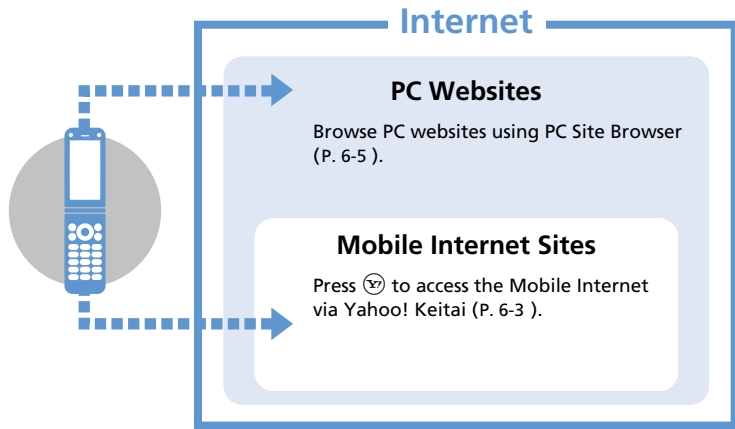 Internet
PC Websites
Browse PC websites using PC Site Browser
(P. 6-5 ).
Mobile Internet Sites
Press Y! to access the Mobile Internet
via Yahoo! Keitai (P. 6-3 ).